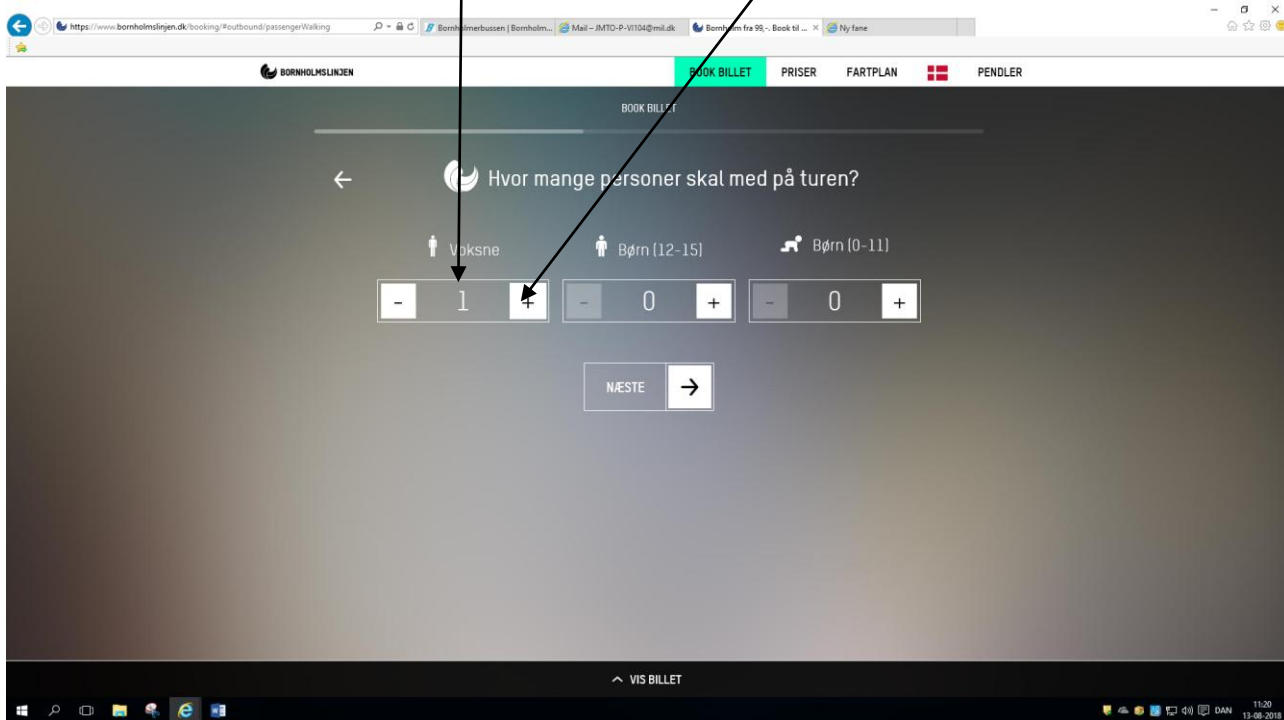 https://www.bornholmslinjen.dk/booking/#outbound/passengerWalking
Bornholmerbussen | Bornholm...
Mail – JMTO-P-VI104@mil.dk
Bornholm fra 99,-. Book til ...
Ny fane
BORNHOLMSLINJEN
BOOK BILLET
PRISER
FARTPLAN
PENDLER
BOOK BILLET
Hvor mange personer skal med på turen?
Voksne
Børn (12-15)
Børn (0-11)
- 1 +
- 0 +
- 0 +
NÆSTE
VIS BILLET
DAN
11:20
13-08-2018